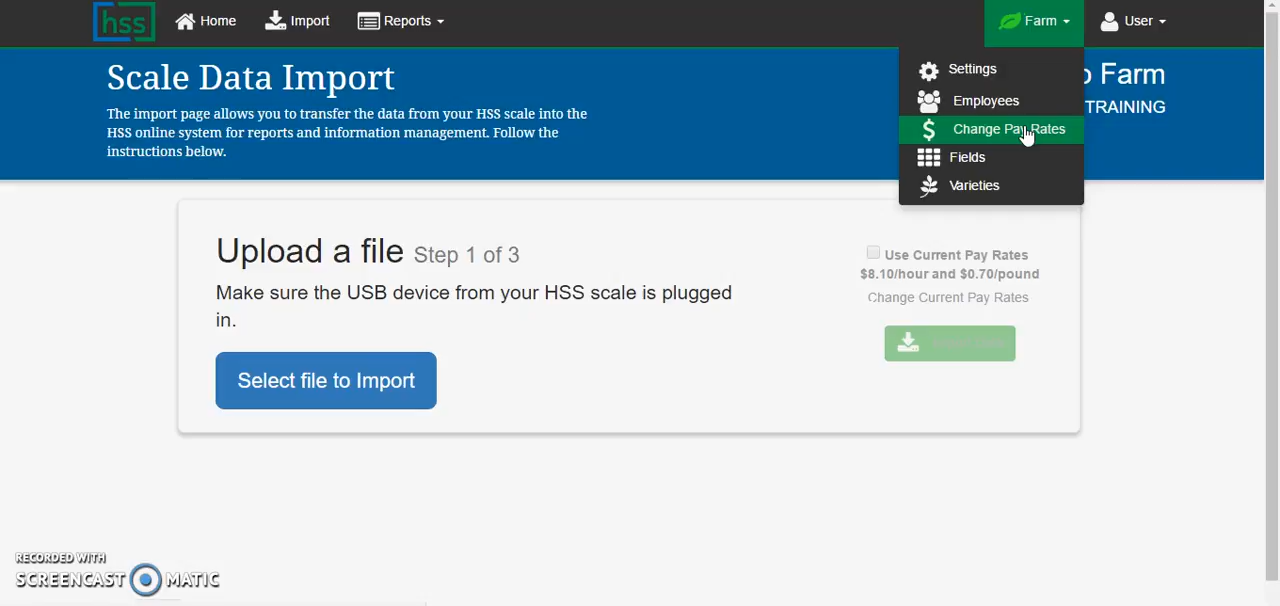 hss Home Import Reports Farm User
Settings
Employees
Change Pay Rates
Fields
Varieties
Scale Data Import
The import page allows you to transfer the data from your HSS scale into the
HSS online system for reports and information management. Follow the
instructions below.
o Farm
TRAINING
Upload a file Step 1 of 3
Make sure the USB device from your HSS scale is plugged
in.
Select file to Import
Use Current Pay Rates
$8.10/hour and $0.70/pound
Change Current Pay Rates
RECORDED WITH
SCREENCAST MATIC